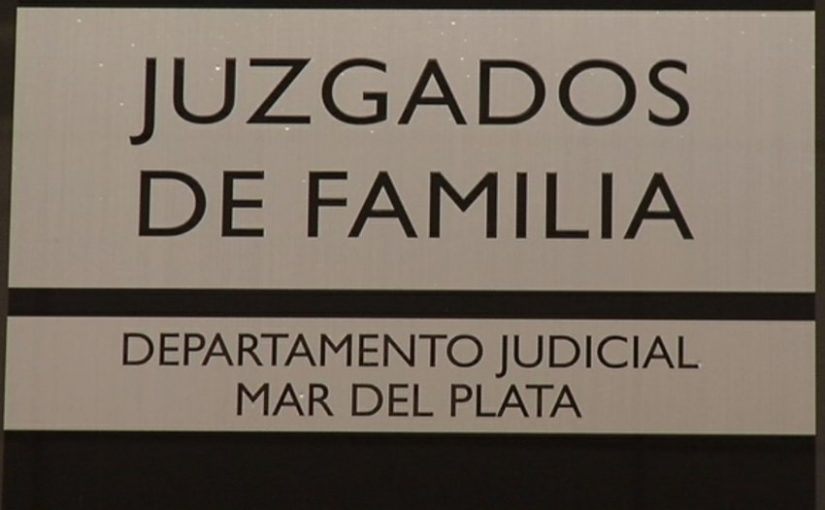 JUZGADOS
DE FAMILIA
DEPARTAMENTO JUDICIAL
MAR DEL PLATA